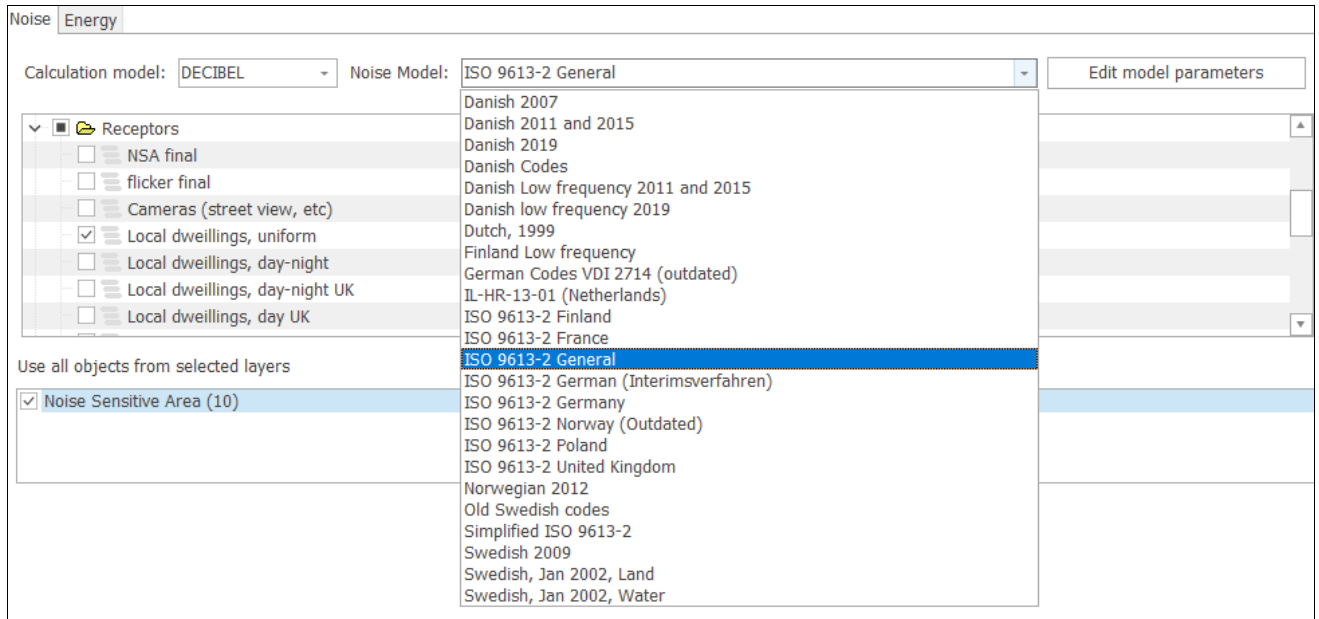 Noise Energy
Calculation model: DECIBEL Noise Model: ISO 9613-2 General Edit model parameters
Receptors
NSA final
flicker final
Cameras (street view, etc)
Local dweillings, uniform
Local dweillings, day-night
Local dweillings, day-night UK
Local dweillings, day UK
Use all objects from selected layers
Noise Sensitive Area (10)
Danish 2007
Danish 2011 and 2015
Danish 2019
Danish Codes
Danish Low frequency 2011 and 2015
Danish low frequency 2019
Dutch, 1999
Finland Low frequency
German Codes VDI 2714 (outdated)
IL-HR-13-01 (Netherlands)
ISO 9613-2 Finland
ISO 9613-2 France
ISO 9613-2 General
ISO 9613-2 German (Interimsverfahren)
ISO 9613-2 Germany
ISO 9613-2 Norway (Outdated)
ISO 9613-2 Poland
ISO 9613-2 United Kingdom
Norwegian 2012
Old Swedish codes
Simplified ISO 9613-2
Swedish 2009
Swedish, Jan 2002, Land
Swedish, Jan 2002, Water